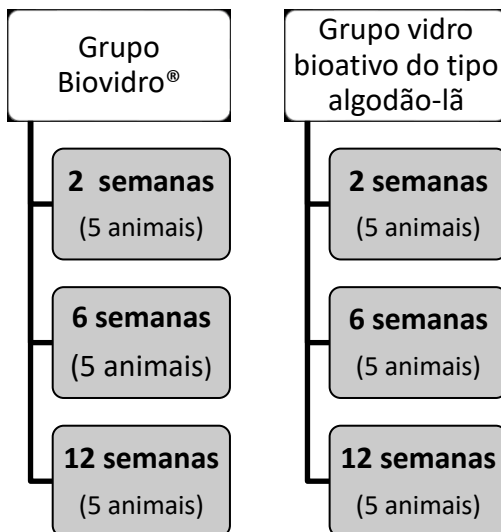 Grupo
Biovidro®
2 semanas
(5 animais)
6 semanas
(5 animais)
12 semanas
(5 animais)
Grupo vidro
bioativo do tipo
algodão-lã
2 semanas
(5 animais)
6 semanas
(5 animais)
12 semanas
(5 animais)